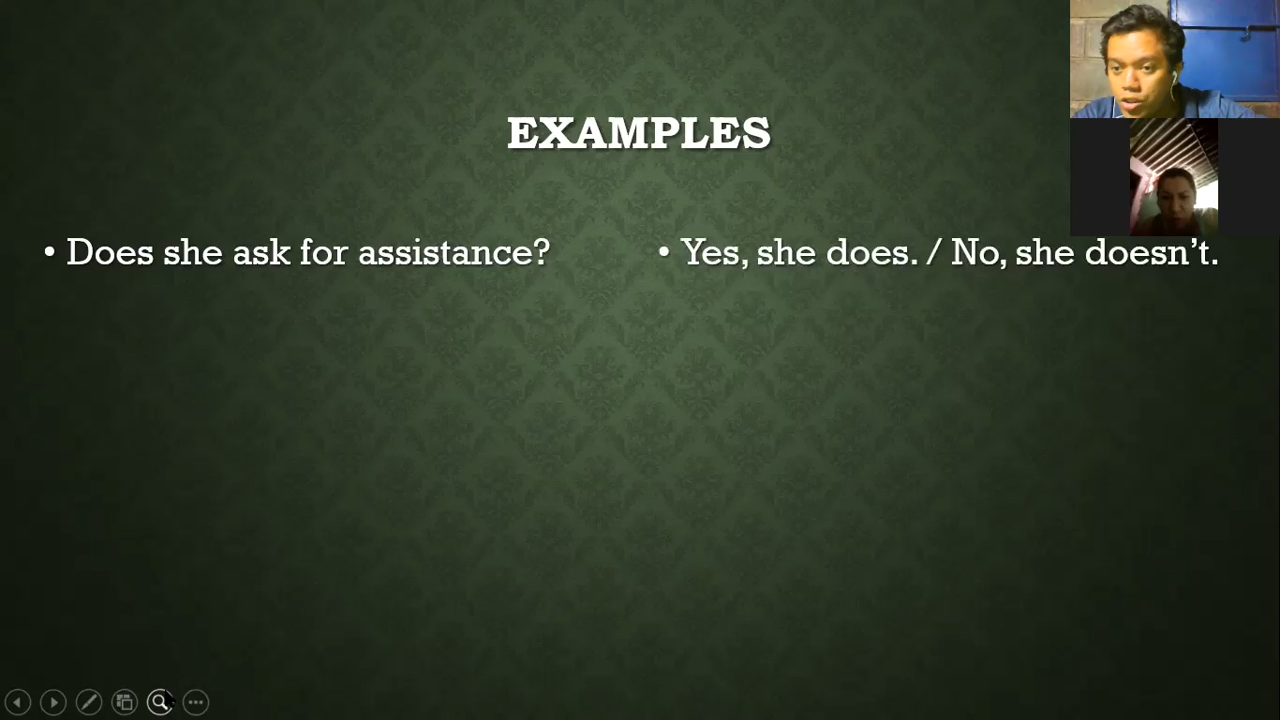 EXAMPLES
• Does she ask for assistance?
• Yes, she does. / No, she doesn’t.